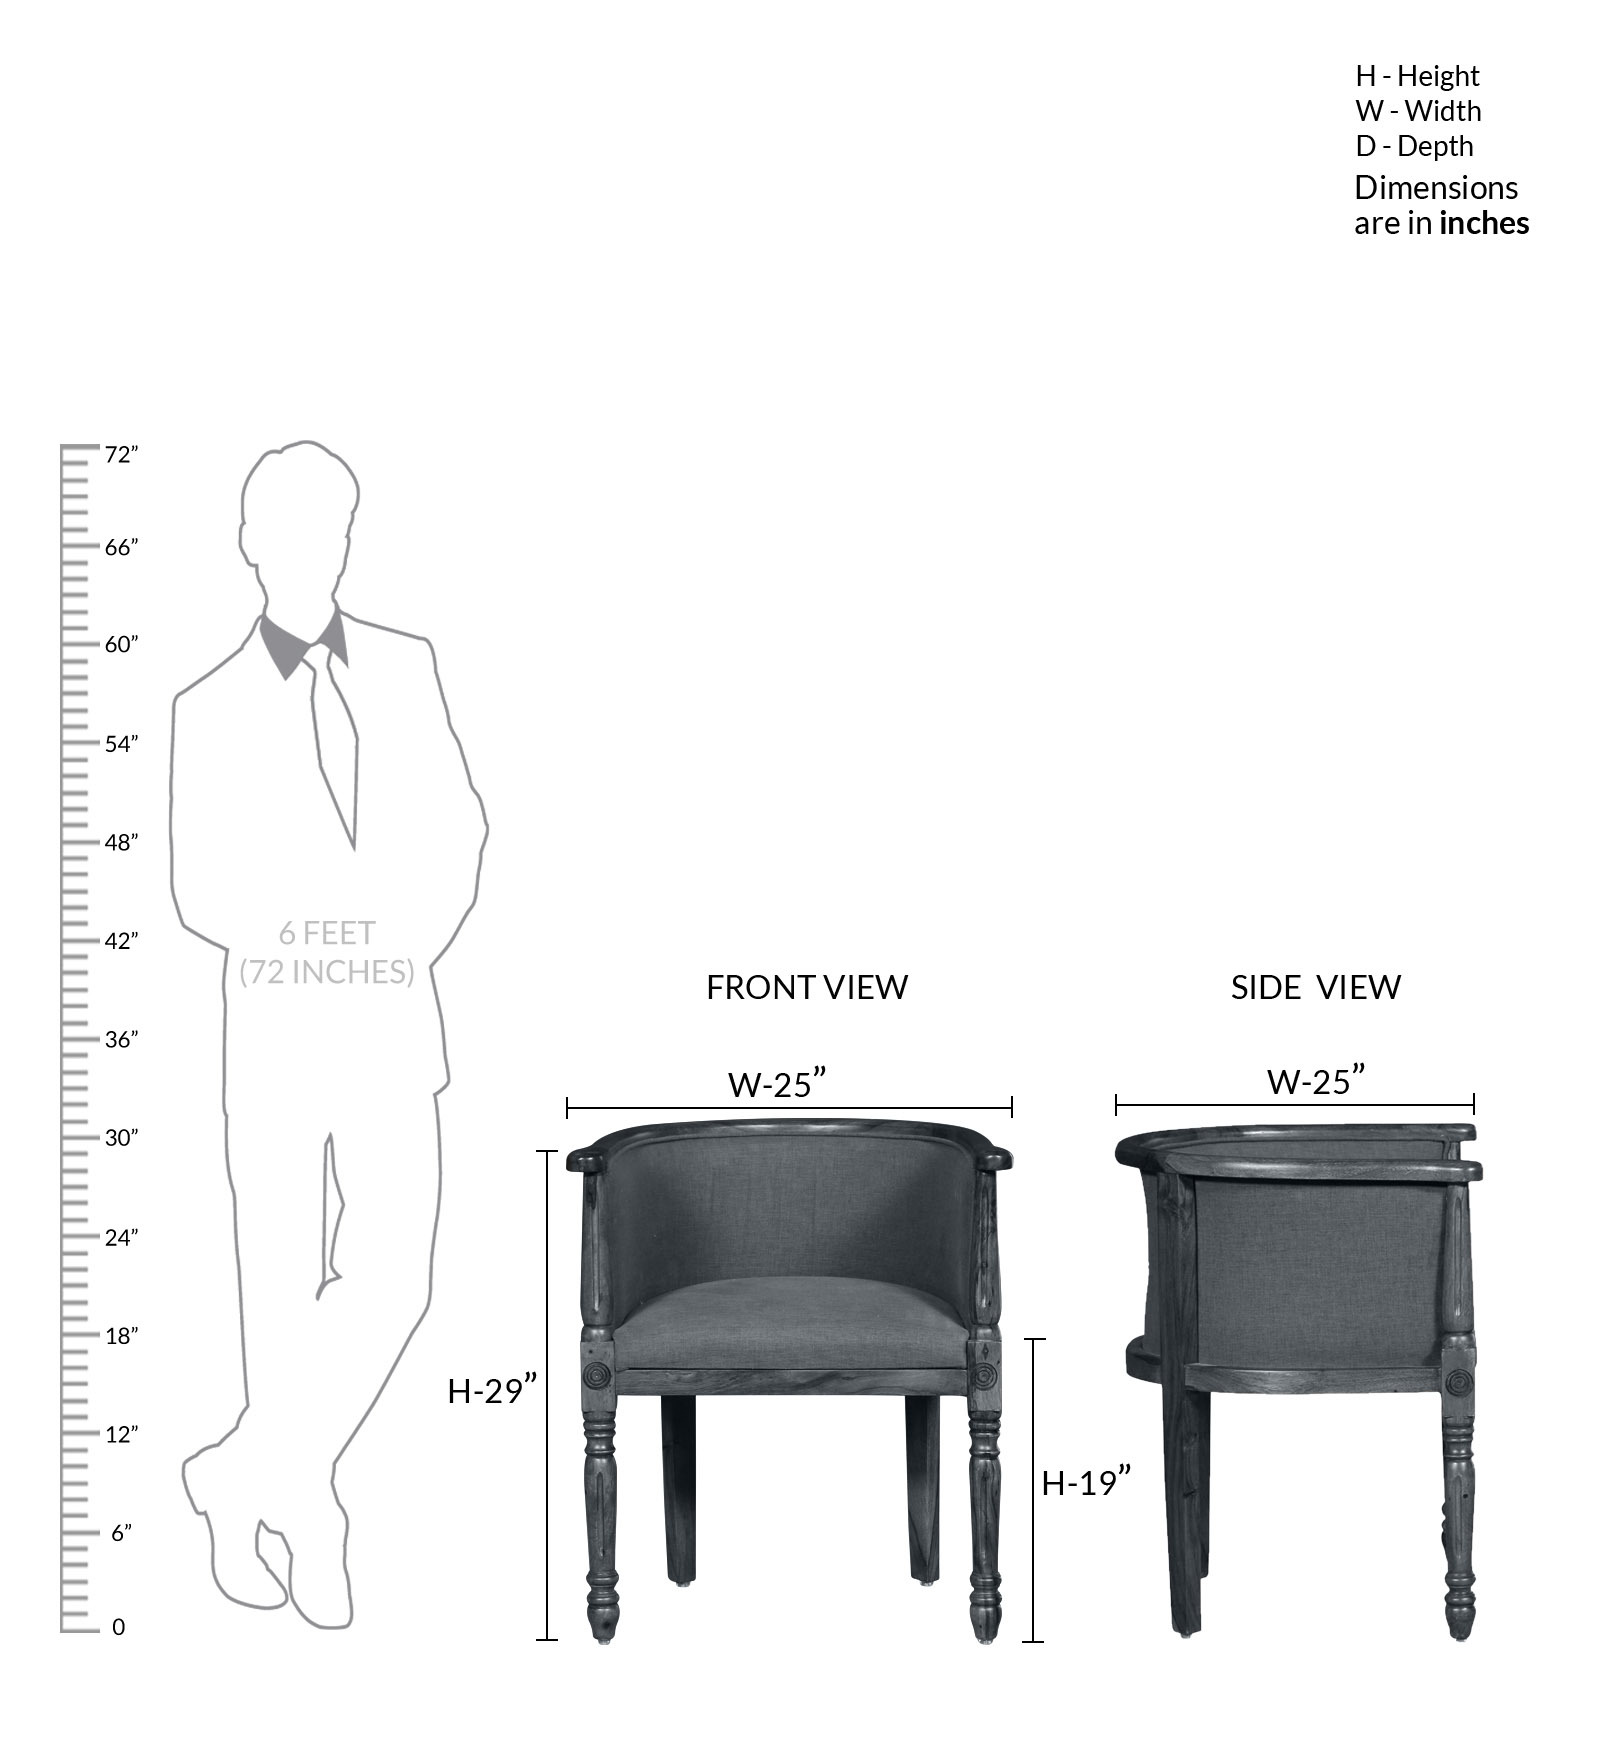 H - Height
W - Width
D - Depth
Dimensions
are in inches
72”
66”
60”
54”
48”
42”
36”
30”
24”
18”
12”
6”
0
6 FEET
(72 INCHES)
FRONT VIEW
W-25”
H-29”
H-19”
SIDE VIEW
W-25”